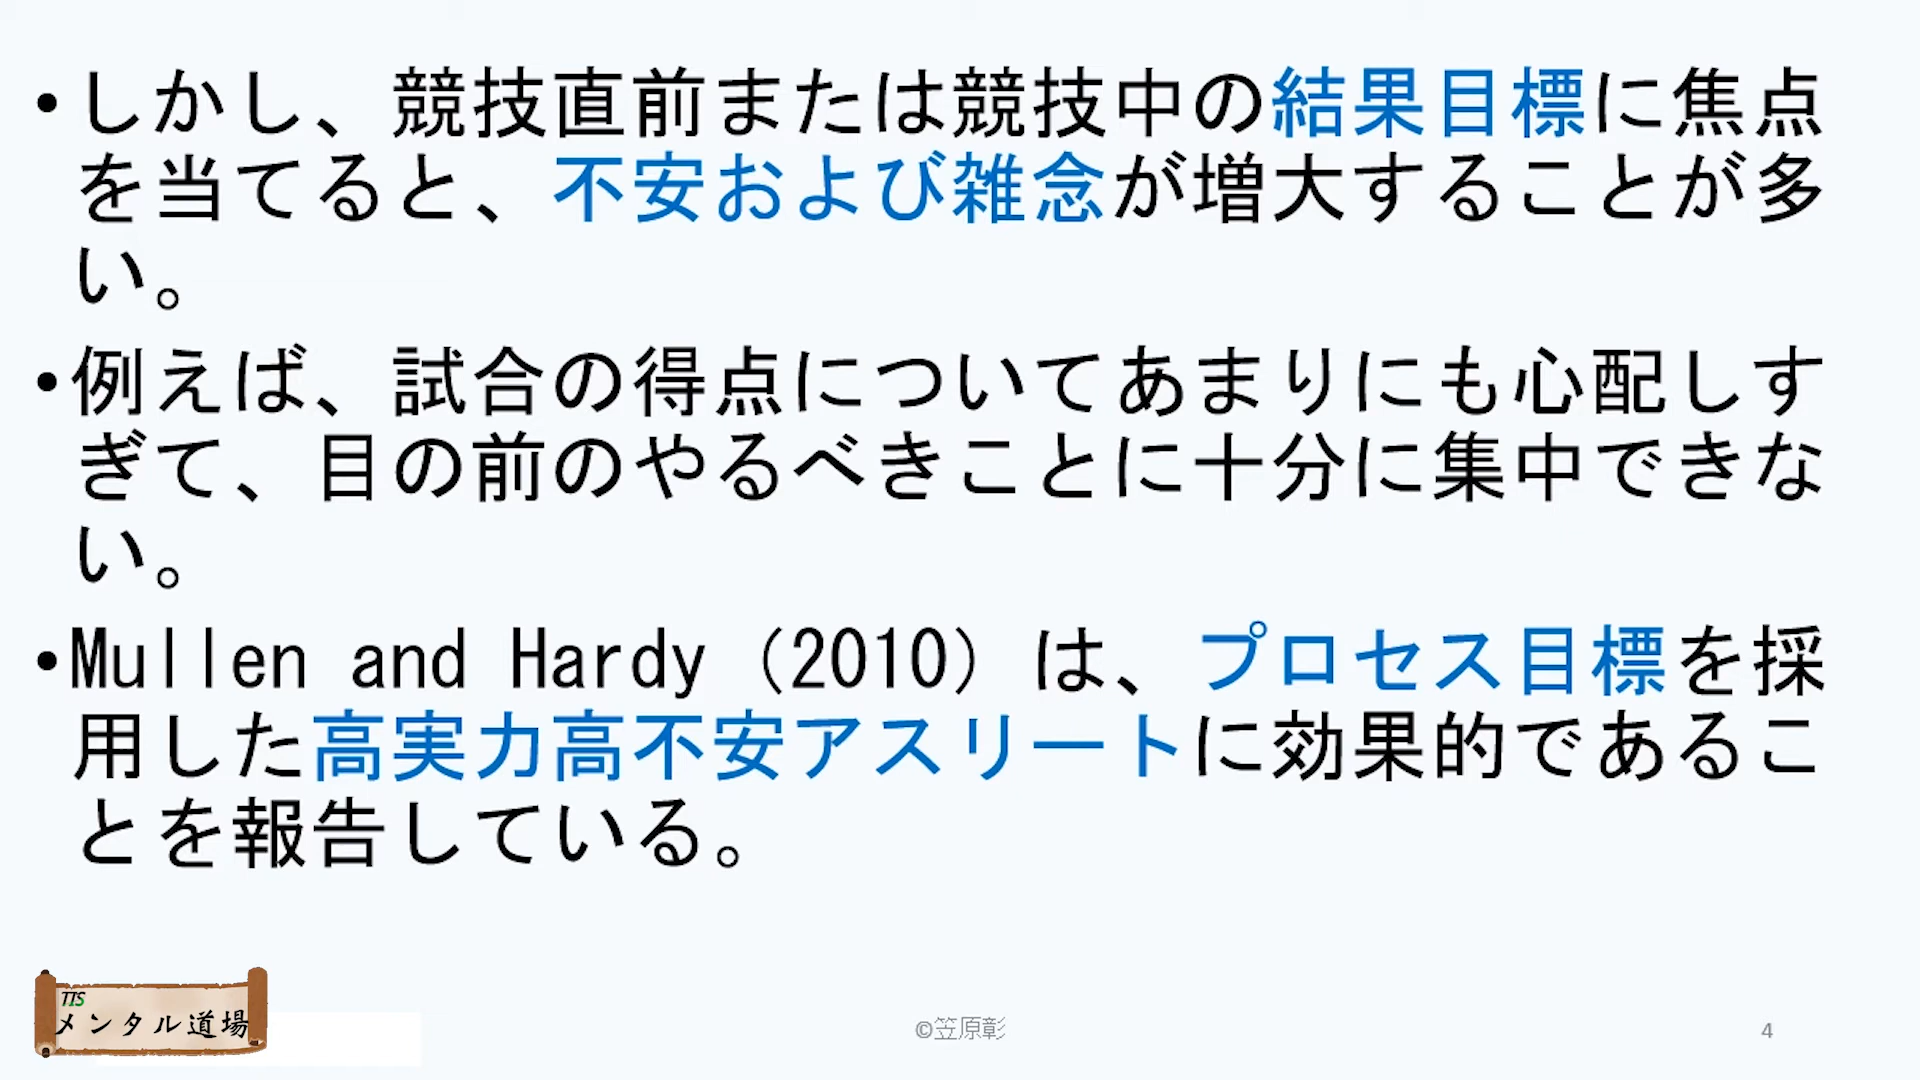 •しかし、競技直前または競技中の結果目標に焦点
を当てると、不安および雑念が増大することが多
い。
•例えば、試合の得点についてあまりにも心配しす
ぎて、目の前のやるべきことに十分に集中できな
い。
•Mullen and Hardy (2010) は、プロセス目標を採
用した高実力高不安アスリートに効果的であるこ
とを報告している。
TTS
メンタル道場
©笠原彰
4